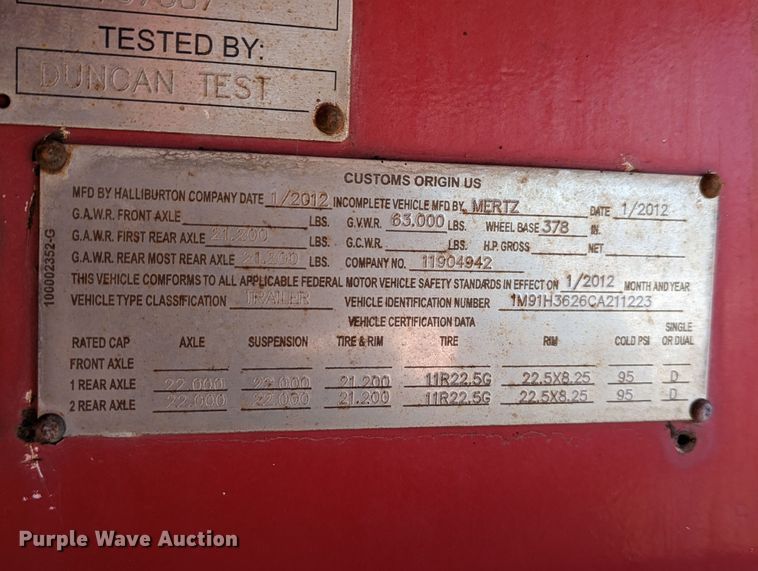 TESTED BY:
DUNCAN TEST
CUSTOMS ORIGIN US
MFD BY HALLIBURTON COMPANY DATE 1/2012 INCOMPLETE VEHICLE MFD BY MERTZ DATE 1/2012
G.A.W.R. FRONT AXLE LBS. G.V.W.R. 63.000 LBS. WHEEL BASE 378 IN.
G.A.W.R. FIRST REAR AXLE 21.200 LBS. G.C.W.R. LBS. H.P. GROSS NET
G.A.W.R. REAR MOST REAR AXLE 21.200 LBS. COMPANY NO. 11904942
THIS VEHICLE COMFORMS TO ALL APPLICABLE FEDERAL MOTOR VEHICLE SAFETY STANDARDS IN EFFECT ON 1/2012 MONTH AND YEAR
VEHICLE TYPE CLASSIFICATION TRAILER VEHICLE IDENTIFICATION NUMBER 1M91H3626CA211223
VEHICLE CERTIFICATION DATA
RATED CAP AXLE SUSPENSION TIRE & RIM TIRE RIM COLD PSI SINGLE OR DUAL
FRONT AXLE
1 REAR AXLE 22.000 22.000 21.200 11R22.5G 22.5X8.25 95 D
2 REAR AXLE 22.000 22.000 21.200 11R22.5G 22.5X8.25 95 D
100002352-G
Purple Wave Auction